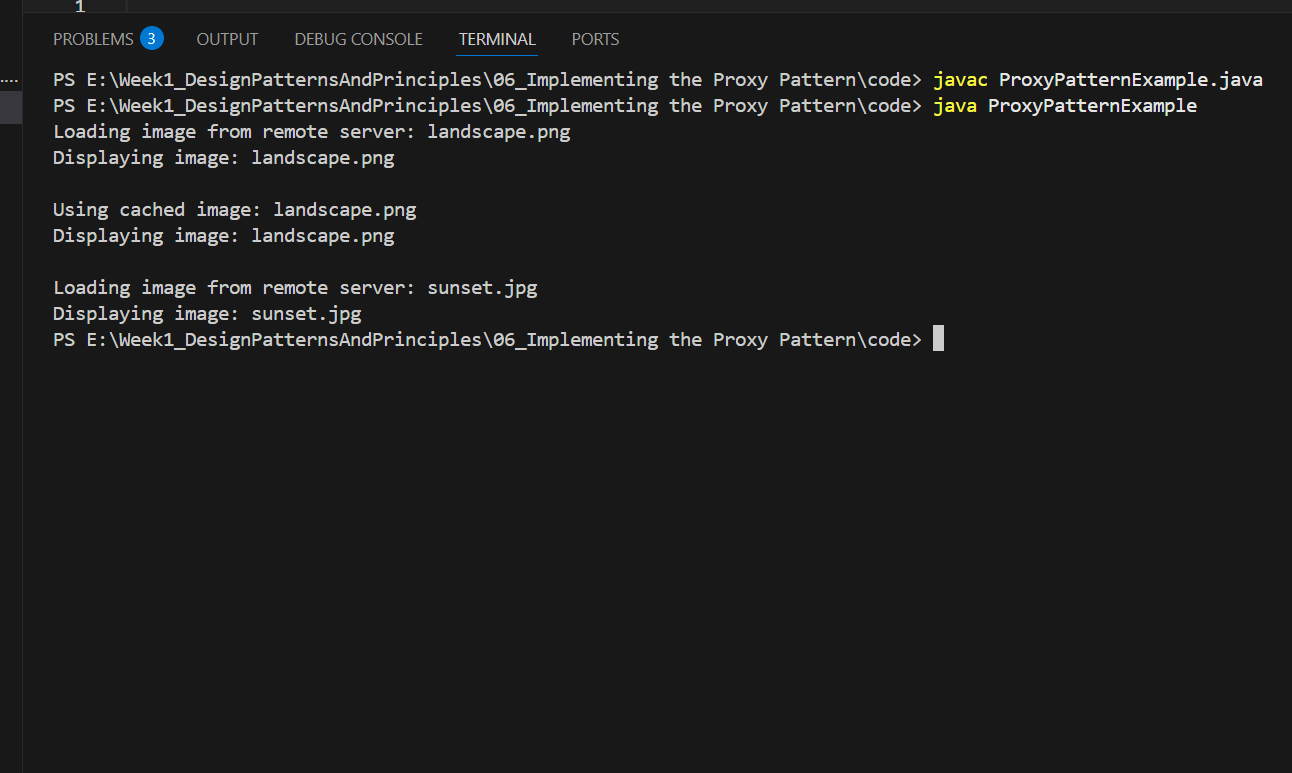 1
PROBLEMS 3 OUTPUT DEBUG CONSOLE TERMINAL PORTS
....
PS E:\Week1_DesignPatternsAndPrinciples\06_Implementing the Proxy Pattern\code> javac ProxyPatternExample.java
PS E:\Week1_DesignPatternsAndPrinciples\06_Implementing the Proxy Pattern\code> java ProxyPatternExample
Loading image from remote server: landscape.png
Displaying image: landscape.png
Using cached image: landscape.png
Displaying image: landscape.png
Loading image from remote server: sunset.jpg
Displaying image: sunset.jpg
PS E:\Week1_DesignPatternsAndPrinciples\06_Implementing the Proxy Pattern\code>